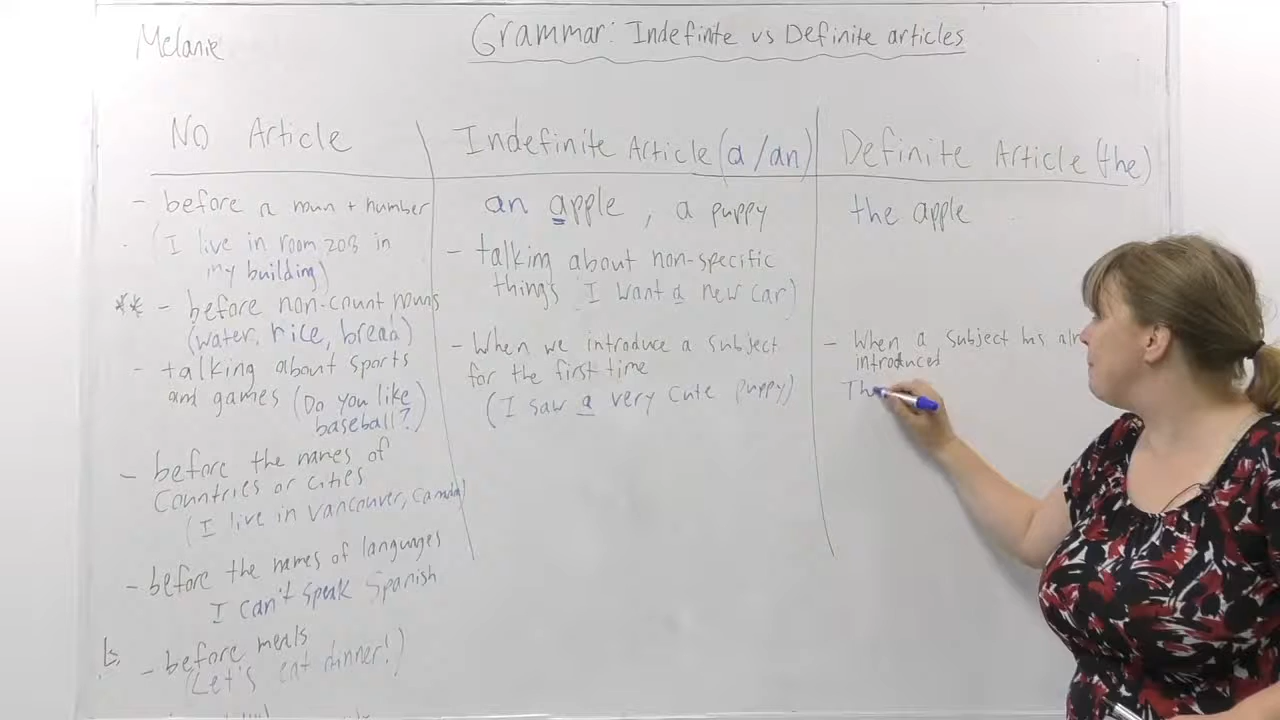 Melanie
Grammar: Indefinite vs Definite articles
No Article
- before a noun + number
(I live in room 203 in
my building)
** - before non-count nouns
(water, rice, bread)
- talking about sports
and games (Do you like
baseball?)
- before the names of
Countries or cities
(I live in Vancouver, Canada)
- before the names of languages
I can't speak Spanish
- before meals
(Let's eat dinner!)
Indefinite Article (a/an)
an apple, a puppy
- talking about non-specific
things I want a new car)
- When we introduce a subject
for the first time
(I saw a very cute puppy)
Definite Article (the)
the apple
- When a subject has
introduced
The